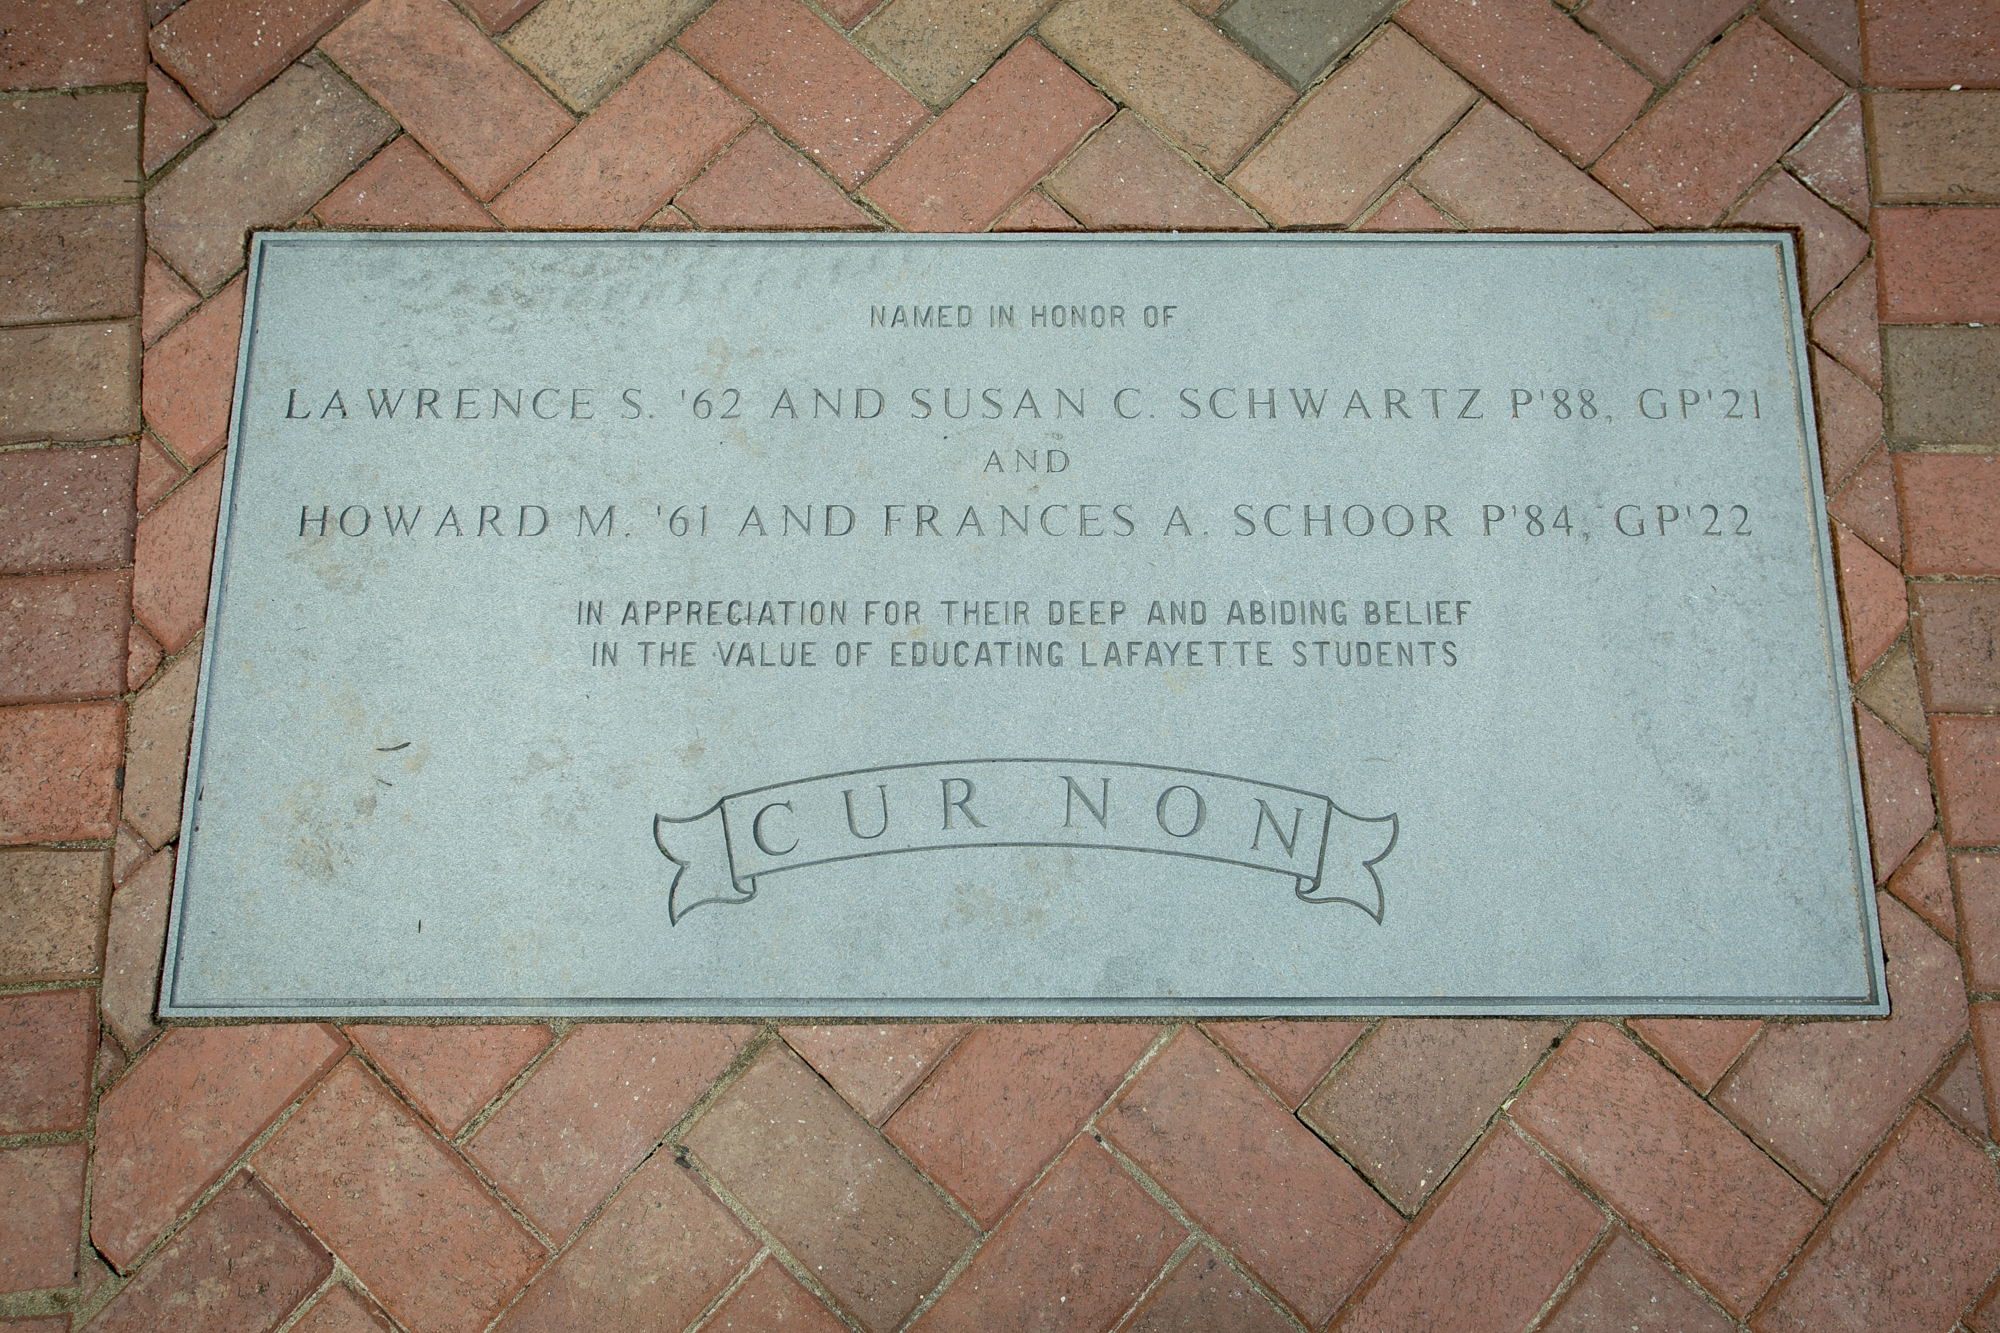 NAMED IN HONOR OF
LAWRENCE S. '62 AND SUSAN C. SCHWARTZ P'88, GP'21
AND
HOWARD M. '61 AND FRANCES A. SCHOOR P'84, GP'22
IN APPRECIATION FOR THEIR DEEP AND ABIDING BELIEF
IN THE VALUE OF EDUCATING LAFAYETTE STUDENTS
CUR NON